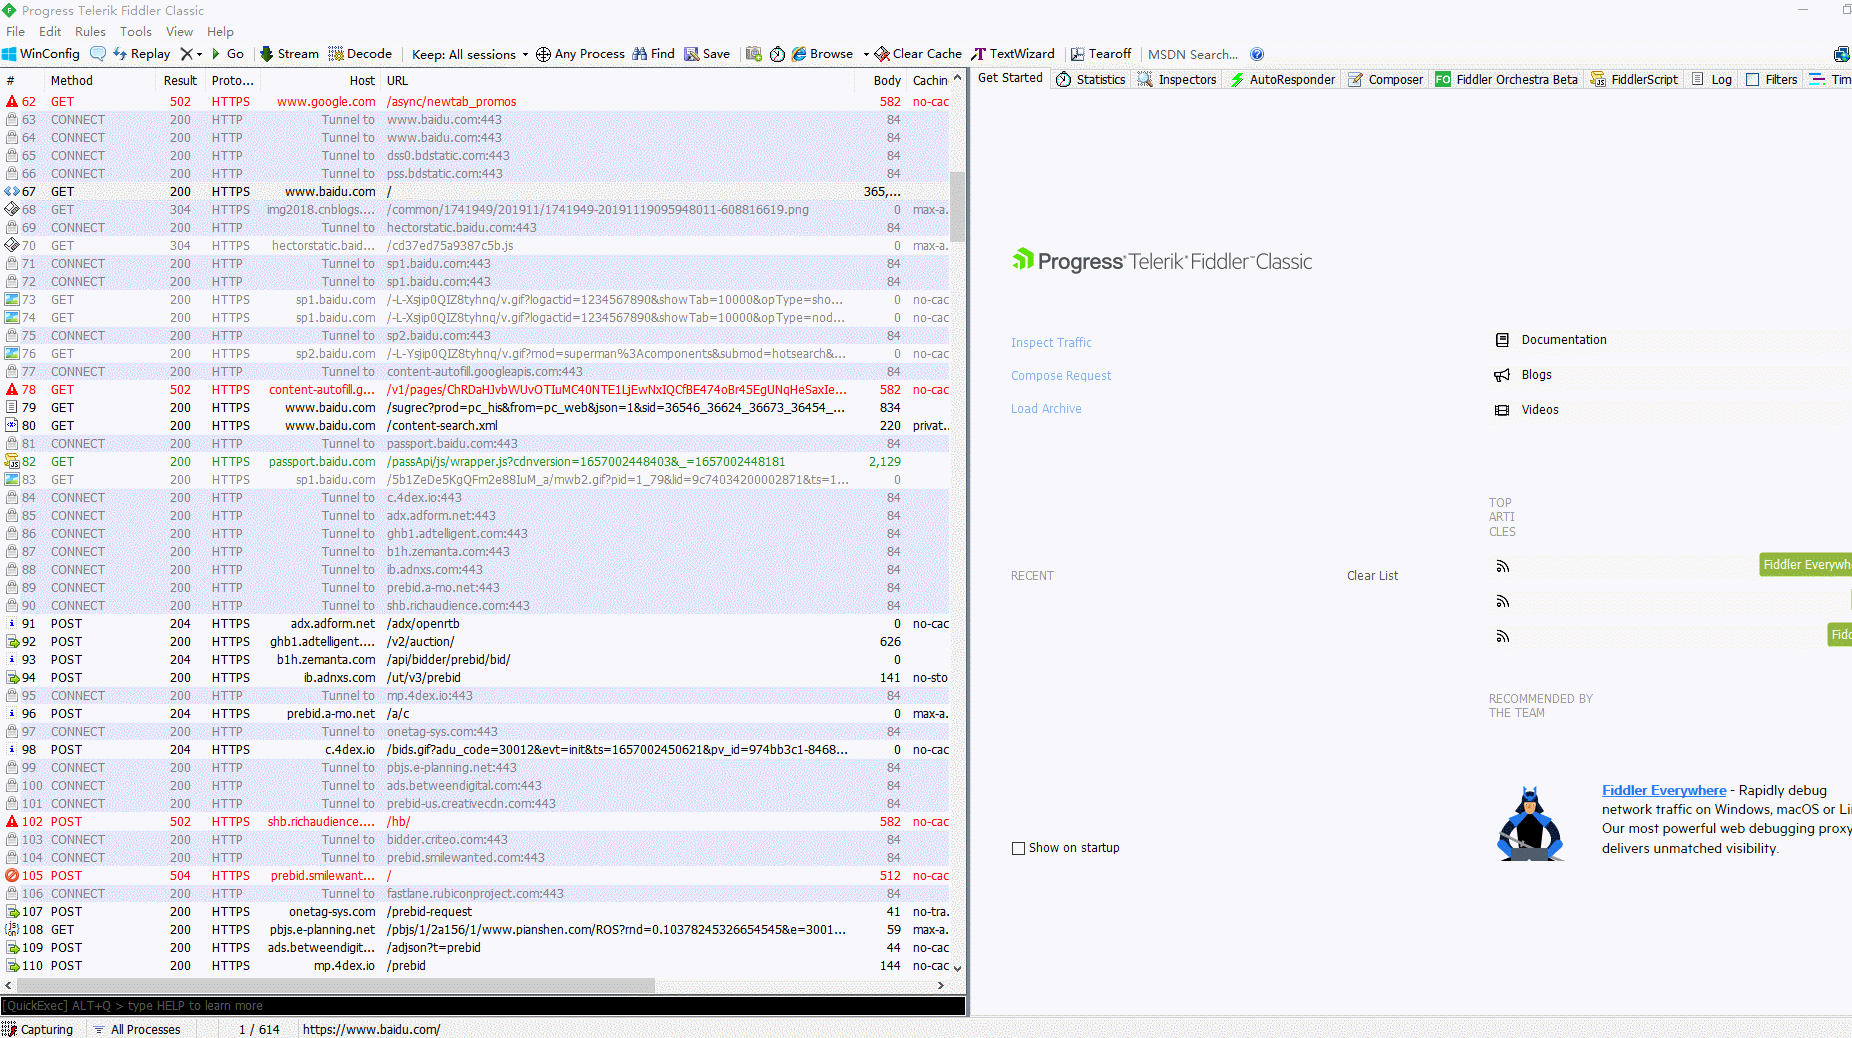 Progress Telerik Fiddler Classic
File Edit Rules Tools View Help
WinConfig Replay Go Stream Decode Keep: All sessions Any Process Find Save Browse Clear Cache TextWizard Tearoff MSDN Search...
# Method Result Proto... Host URL Body Cachin
62 GET 502 HTTPS www.google.com /async/newtab_promos 582 no-cac
63 CONNECT 200 HTTP Tunnel to www.baidu.com:443 84
64 CONNECT 200 HTTP Tunnel to www.baidu.com:443 84
65 CONNECT 200 HTTP Tunnel to dss0.bdstatic.com:443 84
66 CONNECT 200 HTTP Tunnel to pss.bdstatic.com:443 84
67 GET 200 HTTPS www.baidu.com / 365,...
68 GET 304 HTTPS img2018.cnblogs.... /common/1741949/201911/1741949-20191119095948011-608816619.png 0 max-a.
69 CONNECT 200 HTTP Tunnel to hectorstatic.baidu.com:443 84
70 GET 304 HTTPS hectorstatic.baid... /cd37ed75a9387c5b.js 0 max-a.
71 CONNECT 200 HTTP Tunnel to sp1.baidu.com:443 84
72 CONNECT 200 HTTP Tunnel to sp1.baidu.com:443 84
73 GET 200 HTTPS sp1.baidu.com /-L-Xsjip0QIZ8tyhnq/v.gif?logactid=1234567890&showTab=10000&opType=sho... 0 no-cac
74 GET 200 HTTPS sp1.baidu.com /-L-Xsjip0QIZ8tyhnq/v.gif?logactid=1234567890&showTab=10000&opType=nod... 0 no-cac
75 CONNECT 200 HTTP Tunnel to sp2.baidu.com:443 84
76 GET 200 HTTPS sp2.baidu.com /-L-Ysjip0QIZ8tyhnq/v.gif?mod=superman%3Acomponents&submod=hotsearch&... 0 no-cac
77 CONNECT 200 HTTP Tunnel to content-autofill.googleapis.com:443 84
78 GET 502 HTTPS content-autofill.g... /v1/pages/ChRDaHJvbWUvOTIuMC40NTE1LjEwNxIQCfBE474oBr45EgUNqHeSaxIe... 582 no-cac
79 GET 200 HTTPS www.baidu.com /sugrec?prod=pc_his&from=pc_web&json=1&sid=36546_36624_36673_36454_... 834
80 GET 200 HTTPS www.baidu.com /content-search.xml 220 privat..
81 CONNECT 200 HTTP Tunnel to passport.baidu.com:443 84
82 GET 200 HTTPS passport.baidu.com /passApi/js/wrapper.js?cdnversion=1657002448403&_=1657002448181 2,129
83 GET 200 HTTPS sp1.baidu.com /5b1ZeDe5KgQFm2e88IuM_a/mwb2.gif?pid=1_79&lid=9c74034200002871&ts=1... 0
84 CONNECT 200 HTTP Tunnel to c.4dex.io:443 84
85 CONNECT 200 HTTP Tunnel to adx.adform.net:443 84
86 CONNECT 200 HTTP Tunnel to ghb1.adtelligent.com:443 84
87 CONNECT 200 HTTP Tunnel to b1h.zemanta.com:443 84
88 CONNECT 200 HTTP Tunnel to ib.adnxs.com:443 84
89 CONNECT 200 HTTP Tunnel to prebid.a-mo.net:443 84
90 CONNECT 200 HTTP Tunnel to shb.richaudience.com:443 84
91 POST 204 HTTPS adx.adform.net /adx/openrtb 0 no-cac
92 POST 200 HTTPS ghb1.adtelligent.... /v2/auction/ 626
93 POST 204 HTTPS b1h.zemanta.com /api/bidder/prebid/bid/ 0
94 POST 200 HTTPS ib.adnxs.com /ut/v3/prebid 141 no-sto
95 CONNECT 200 HTTP Tunnel to mp.4dex.io:443 84
96 POST 204 HTTPS prebid.a-mo.net /a/c 0 max-a.
97 CONNECT 200 HTTP Tunnel to onetag-sys.com:443 84
98 POST 204 HTTPS c.4dex.io /bids.gif?adu_code=30012&evt=init&ts=1657002450621&pv_id=974bb3c1-8468... 0 no-cac
99 CONNECT 200 HTTP Tunnel to pbjs.e-planning.net:443 84
100 CONNECT 200 HTTP Tunnel to ads.betweendigital.com:443 84
101 CONNECT 200 HTTP Tunnel to prebid-us.creativecdn.com:443 84
102 POST 502 HTTPS shb.richaudience.... /hb/ 582 no-cac
103 CONNECT 200 HTTP Tunnel to bidder.criteo.com:443 84
104 CONNECT 200 HTTP Tunnel to prebid.smilewanted.com:443 84
105 POST 504 HTTPS prebid.smilewant... / 512 no-cac
106 CONNECT 200 HTTP Tunnel to fastlane.rubiconproject.com:443 84
107 POST 200 HTTPS onetag-sys.com /prebid-request 41 no-tra.
108 GET 200 HTTPS pbjs.e-planning.net /pbjs/1/2a156/1/www.pianshen.com/ROS?rnd=0.10378245326654545&e=3001... 59 max-a.
109 POST 200 HTTPS ads.betweendigit... /adjson?t=prebid 44 no-cac
110 POST 200 HTTPS mp.4dex.io /prebid 144 no-cac
[QuickExec] ALT+Q > type HELP to learn more
Capturing All Processes 1 / 614 https://www.baidu.com/
Get Started Statistics Inspectors AutoResponder Composer FO Fiddler Orchestra Beta FiddlerScript Log Filters Tim
Progress Telerik Fiddler Classic
Inspect Traffic
Compose Request
Load Archive
Documentation
Blogs
Videos
TOP
ARTI
CLES
RECENT Clear List
Fiddler Everywh
Fidd
RECOMMENDED BY
THE TEAM
Fiddler Everywhere - Rapidly debug
network traffic on Windows, macOS or Li
Our most powerful web debugging proxy
delivers unmatched visibility.
Show on startup